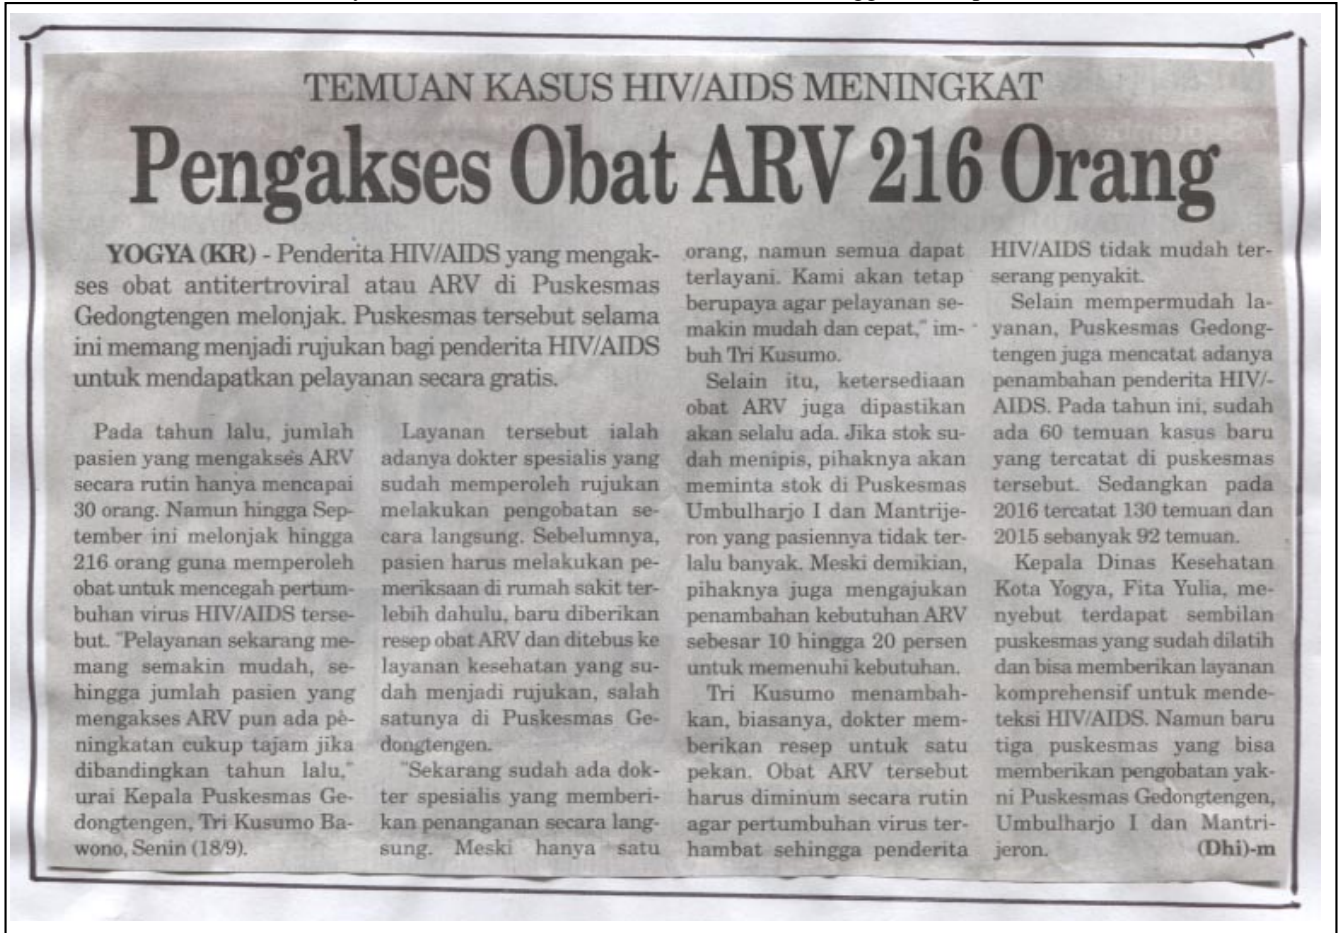 TEMUAN KASUS HIV/AIDS MENINGKAT
Pengakses Obat ARV 216 Orang
YOGYA (KR) - Penderita HIV/AIDS yang mengak-
ses obat antitertroviral atau ARV di Puskesmas
Gedongtengen melonjak. Puskesmas tersebut selama
ini memang menjadi rujukan bagi penderita HIV/AIDS
untuk mendapatkan pelayanan secara gratis.
Pada tahun lalu, jumlah
pasien yang mengakses ARV
secara rutin hanya mencapai
30 orang. Namun hingga Sep-
tember ini melonjak hingga
216 orang guna memperoleh
obat untuk mencegah pertum-
buhan virus HIV/AIDS terse-
but. "Pelayanan sekarang me-
mang semakin mudah, se-
hingga jumlah pasien yang
mengakses ARV pun ada pe-
ningkatan cukup tajam jika
dibandingkan tahun lalu,"
urai Kepala Puskesmas Ge-
dongtengen, Tri Kusumo Ba-
wono, Senin (18/9).
Layanan tersebut ialah
adanya dokter spesialis yang
sudah memperoleh rujukan
melakukan pengobatan se-
cara langsung. Sebelumnya,
pasien harus melakukan pe-
meriksaan di rumah sakit ter-
lebih dahulu, baru diberikan
resep obat ARV dan ditebus ke
layanan kesehatan yang su-
dah menjadi rujukan, salah
satunya di Puskesmas Ge-
dongtengen.
"Sekarang sudah ada dok-
ter spesialis yang memberi-
kan penanganan secara lang-
sung. Meski hanya satu
orang, namun semua dapat
terlayani. Kami akan tetap
berupaya agar pelayanan se-
makin mudah dan cepat," im-
buh Tri Kusumo.
Selain itu, ketersediaan
obat ARV juga dipastikan
akan selalu ada. Jika stok su-
dah menipis, pihaknya akan
meminta stok di Puskesmas
Umbulharjo I dan Mantrije-
ron yang pasiennya tidak ter-
lalu banyak. Meski demikian,
pihaknya juga mengajukan
penambahan kebutuhan ARV
sebesar 10 hingga 20 persen
untuk memenuhi kebutuhan.
Tri Kusumo menambah-
kan, biasanya, dokter mem-
berikan resep untuk satu
pekan. Obat ARV tersebut
harus diminum secara rutin
agar pertumbuhan virus ter-
hambat sehingga penderita
HIV/AIDS tidak mudah ter-
serang penyakit.
Selain mempermudah la-
yanan, Puskesmas Gedong-
tengen juga mencatat adanya
penambahan penderita HIV/-
AIDS. Pada tahun ini, sudah
ada 60 temuan kasus baru
yang tercatat di puskesmas
tersebut. Sedangkan pada
2016 tercatat 130 temuan dan
2015 sebanyak 92 temuan.
Kepala Dinas Kesehatan
Kota Yogya, Fita Yulia, me-
nyebut terdapat sembilan
puskesmas yang sudah dilatih
dan bisa memberikan layanan
komprehensif untuk mende-
teksi HIV/AIDS. Namun baru
tiga puskesmas yang bisa
memberikan pengobatan yak-
ni Puskesmas Gedongtengen,
Umbulharjo I dan Mantri-
jeron. (Dhi)-m